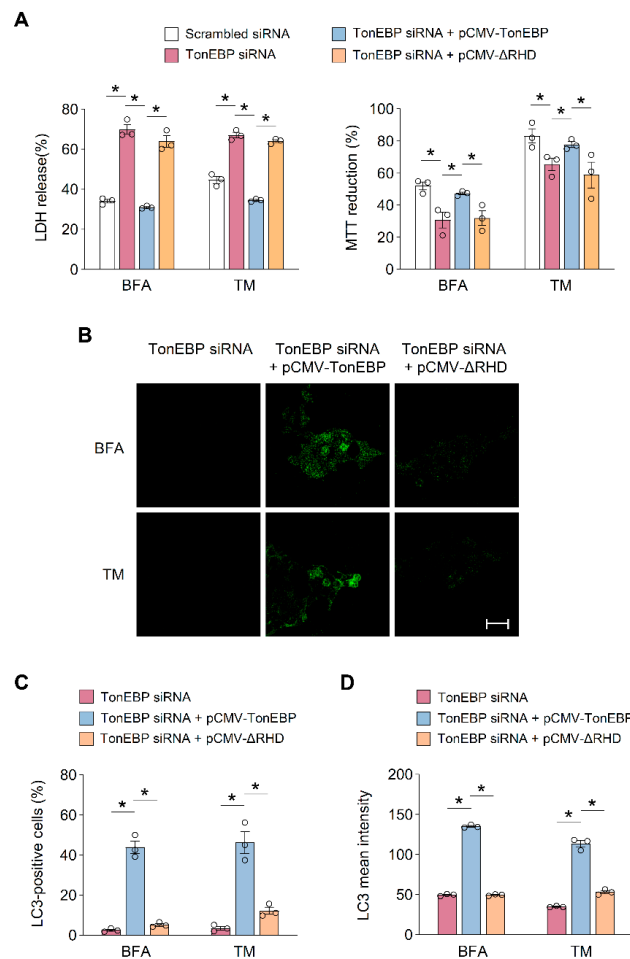 A
Scrambled siRNA
TonEBP siRNA
TonEBP siRNA + pCMV-TonEBP
TonEBP siRNA + pCMV-ΔRHD
LDH release(%)
80
60
40
20
0
* * *
* * *
BFA
TM
MTT reduction (%)
100
80
60
40
20
0
* * *
* * *
BFA
TM
B
TonEBP siRNA
TonEBP siRNA
+ pCMV-TonEBP
TonEBP siRNA
+ pCMV-ΔRHD
BFA
TM
C
TonEBP siRNA
TonEBP siRNA + pCMV-TonEBP
TonEBP siRNA + pCMV-ΔRHD
LC3-positive cells (%)
80
60
40
20
0
* *
* *
BFA
TM
D
TonEBP siRNA
TonEBP siRNA + pCMV-TonEBP
TonEBP siRNA + pCMV-ΔRHD
LC3 mean intensity
200
150
100
50
0
* *
* *
BFA
TM